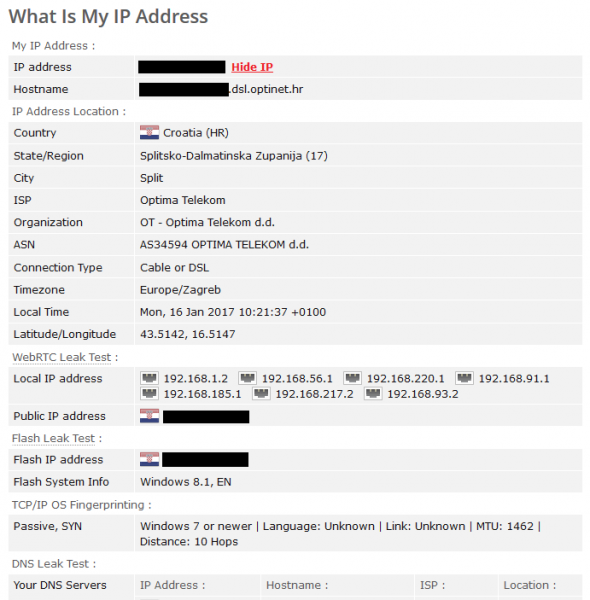 What Is My IP Address
My IP Address :
IP address Hide IP
Hostname .dsl.optinet.hr
IP Address Location :
Country Croatia (HR)
State/Region Splitsko-Dalmatinska Zupanija (17)
City Split
ISP Optima Telekom
Organization OT - Optima Telekom d.d.
ASN AS34594 OPTIMA TELEKOM d.d.
Connection Type Cable or DSL
Timezone Europe/Zagreb
Local Time Mon, 16 Jan 2017 10:21:37 +0100
Latitude/Longitude 43.5142, 16.5147
WebRTC Leak Test :
Local IP address 192.168.1.2 192.168.56.1 192.168.220.1 192.168.91.1
192.168.185.1 192.168.217.2 192.168.93.2
Public IP address
Flash Leak Test :
Flash IP address
Flash System Info Windows 8.1, EN
TCP/IP OS Fingerprinting :
Passive, SYN Windows 7 or newer | Language: Unknown | Link: Unknown | MTU: 1462 |
Distance: 10 Hops
DNS Leak Test :
Your DNS Servers IP Address : Hostname : ISP : Location :